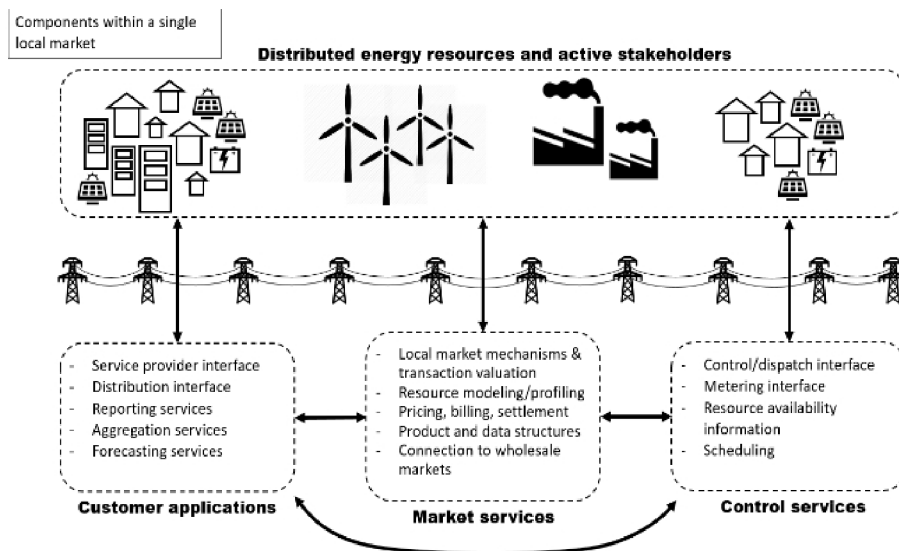 Components within a single
local market
Distributed energy resources and active stakeholders
- Service provider interface
- Distribution interface
- Reporting services
- Aggregation services
- Forecasting services
Customer applications
- Local market mechanisms &
transaction valuation
- Resource modeling/profiling
- Pricing, billing, settlement
- Product and data structures
- Connection to wholesale
markets
Market services
- Control/dispatch interface
- Metering interface
- Resource availability
information
- Scheduling
Control services